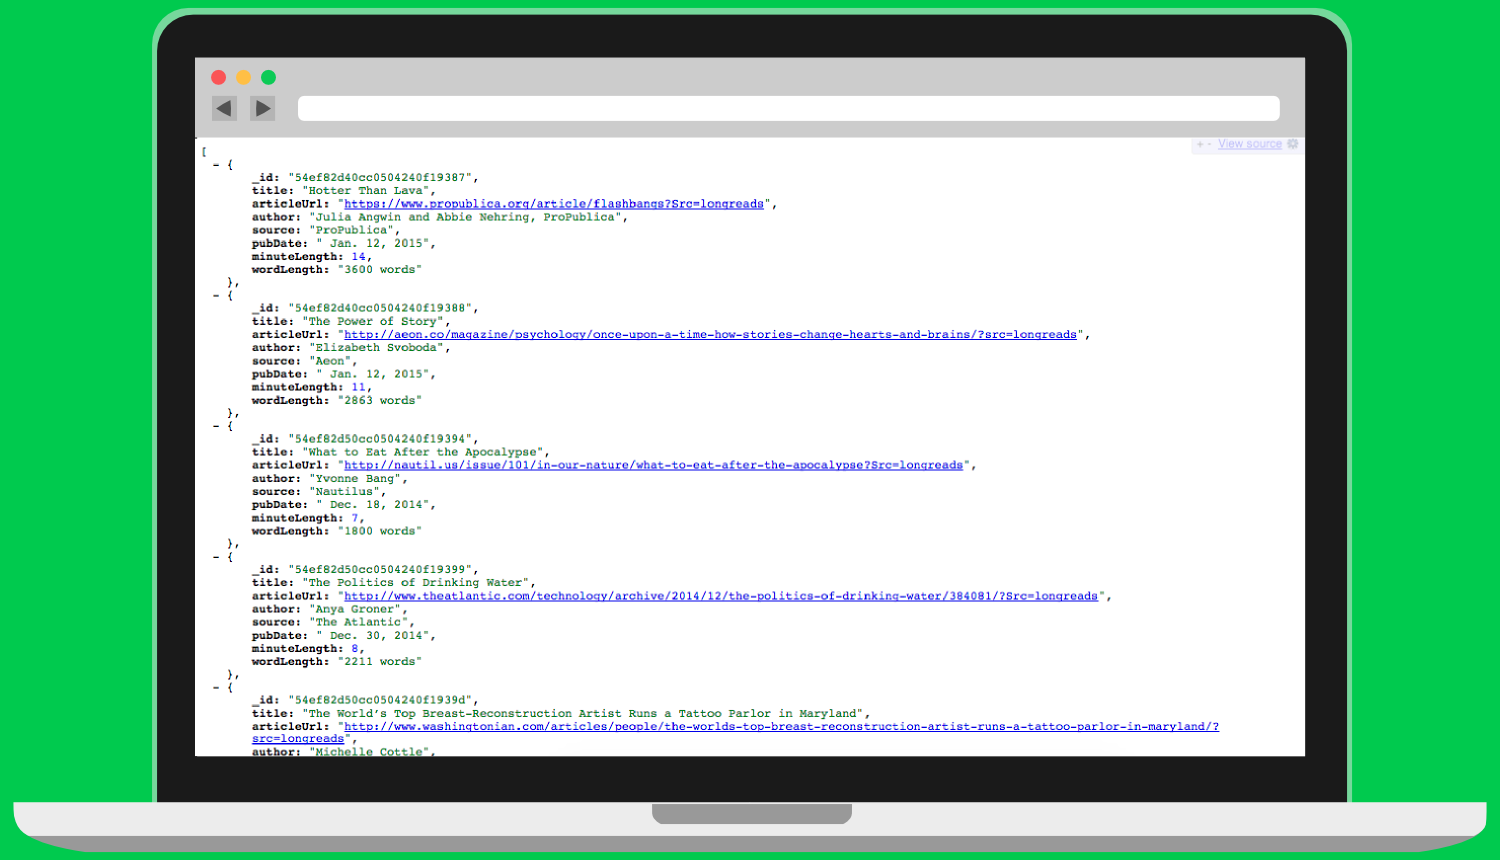 View source
[
- {
_id: "54ef82d40cc0504240f19387",
title: "Hotter Than Lava",
articleUrl: "https://www.propublica.org/article/flashbangs?Src=longreads",
author: "Julia Angwin and Abbie Nehring, ProPublica",
source: "ProPublica",
pubDate: " Jan. 12, 2015",
minuteLength: 14,
wordLength: "3600 words"
},
- {
_id: "54ef82d40cc0504240f19388",
title: "The Power of Story",
articleUrl: "http://aeon.co/magazine/psychology/once-upon-a-time-how-stories-change-hearts-and-brains/?src=longreads",
author: "Elizabeth Svoboda",
source: "Aeon",
pubDate: " Jan. 12, 2015",
minuteLength: 11,
wordLength: "2863 words"
},
- {
_id: "54ef82d50cc0504240f19394",
title: "What to Eat After the Apocalypse",
articleUrl: "http://nautil.us/issue/101/in-our-nature/what-to-eat-after-the-apocalypse?Src=longreads",
author: "Yvonne Bang",
source: "Nautilus",
pubDate: " Dec. 18, 2014",
minuteLength: 7,
wordLength: "1800 words"
},
- {
_id: "54ef82d50cc0504240f19399",
title: "The Politics of Drinking Water",
articleUrl: "http://www.theatlantic.com/technology/archive/2014/12/the-politics-of-drinking-water/384081/?Src=longreads",
author: "Anya Groner",
source: "The Atlantic",
pubDate: " Dec. 30, 2014",
minuteLength: 8,
wordLength: "2211 words"
},
- {
_id: "54ef82d50cc0504240f1939d",
title: "The World's Top Breast-Reconstruction Artist Runs a Tattoo Parlor in Maryland",
articleUrl: "http://www.washingtonian.com/articles/people/the-worlds-top-breast-reconstruction-artist-runs-a-tattoo-parlor-in-maryland/?
src=longreads",
author: "Michelle Cottle",